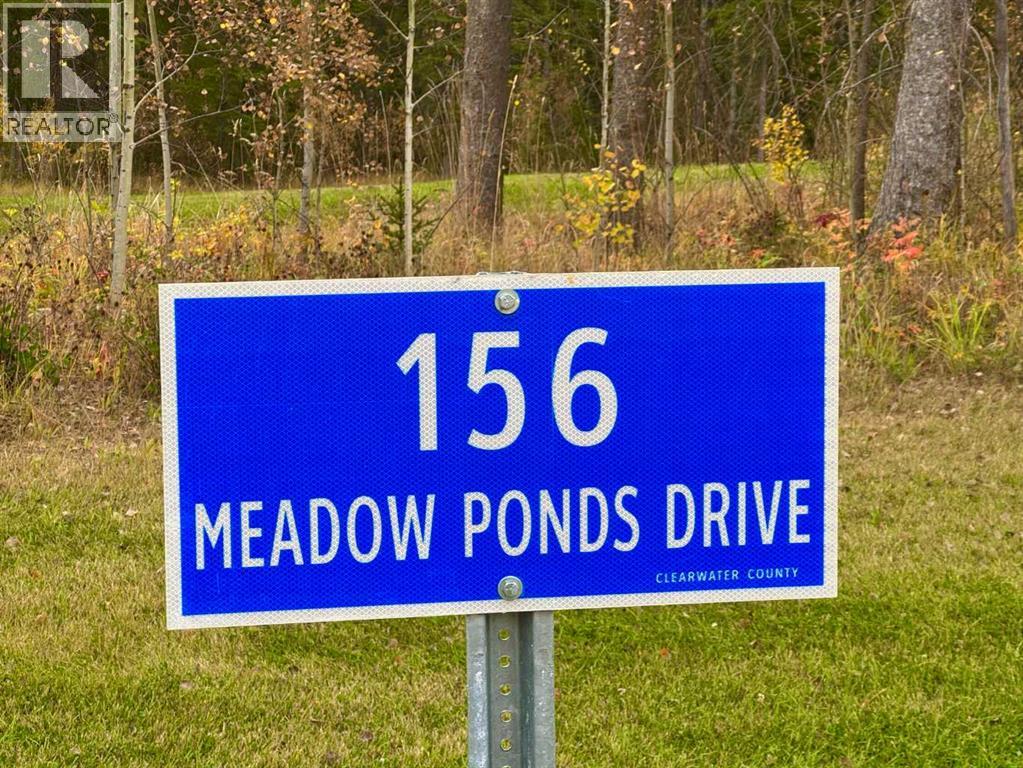 R
REALTOR®
156
MEADOW PONDS DRIVE
CLEARWATER COUNTY